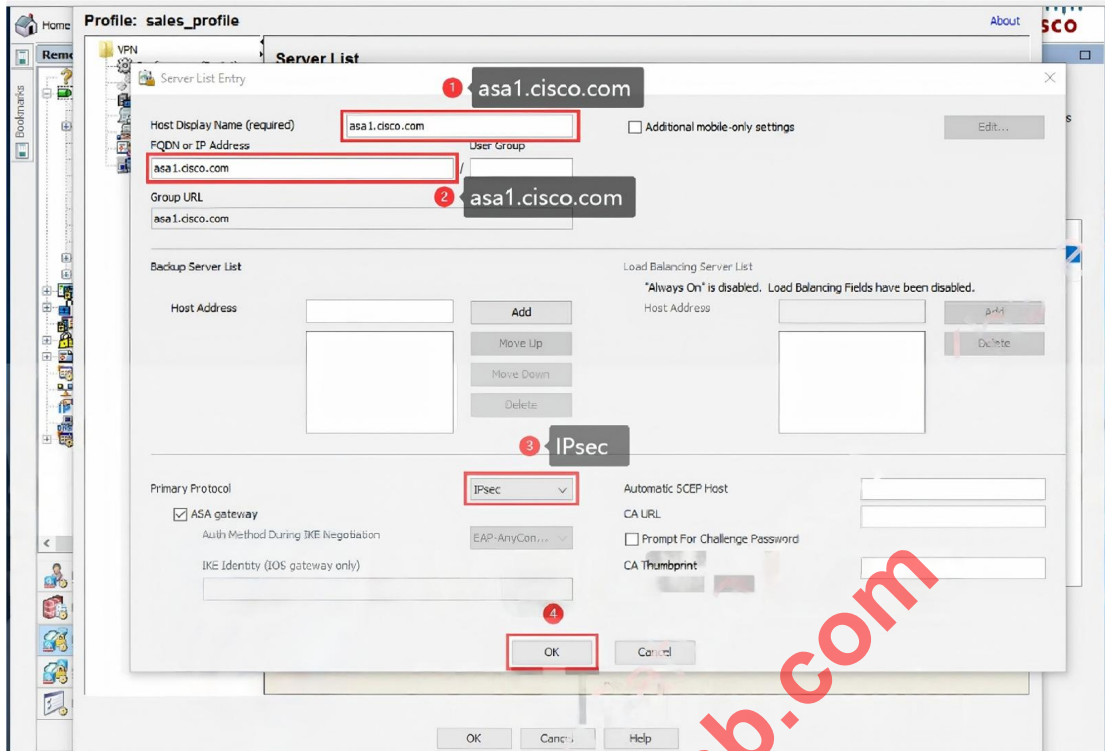 Home
Profile: sales_profile
About
Bookmarks
VPN
Server List
Server List Entry
1 asa1.cisco.com
Host Display Name (required)
asa1.cisco.com
Additional mobile-only settings
Edit...
FQDN or IP Address
User Group
asa1.cisco.com
/
2 asa1.cisco.com
Group URL
asa1.cisco.com
Backup Server List
Load Balancing Server List
"Always On" is disabled. Load Balancing Fields have been disabled.
Host Address
Add
Host Address
Add
Move Up
Delete
Move Down
Delete
3 IPsec
Primary Protocol
IPsec
Automatic SCEP Host
ASA gateway
CA URL
Auth Method During IKE Negotiation
EAP-AnyCon...
Prompt For Challenge Password
IKE Identity (IOS gateway only)
CA Thumbprint
4
OK
Cancel
OK
Cancel
Help